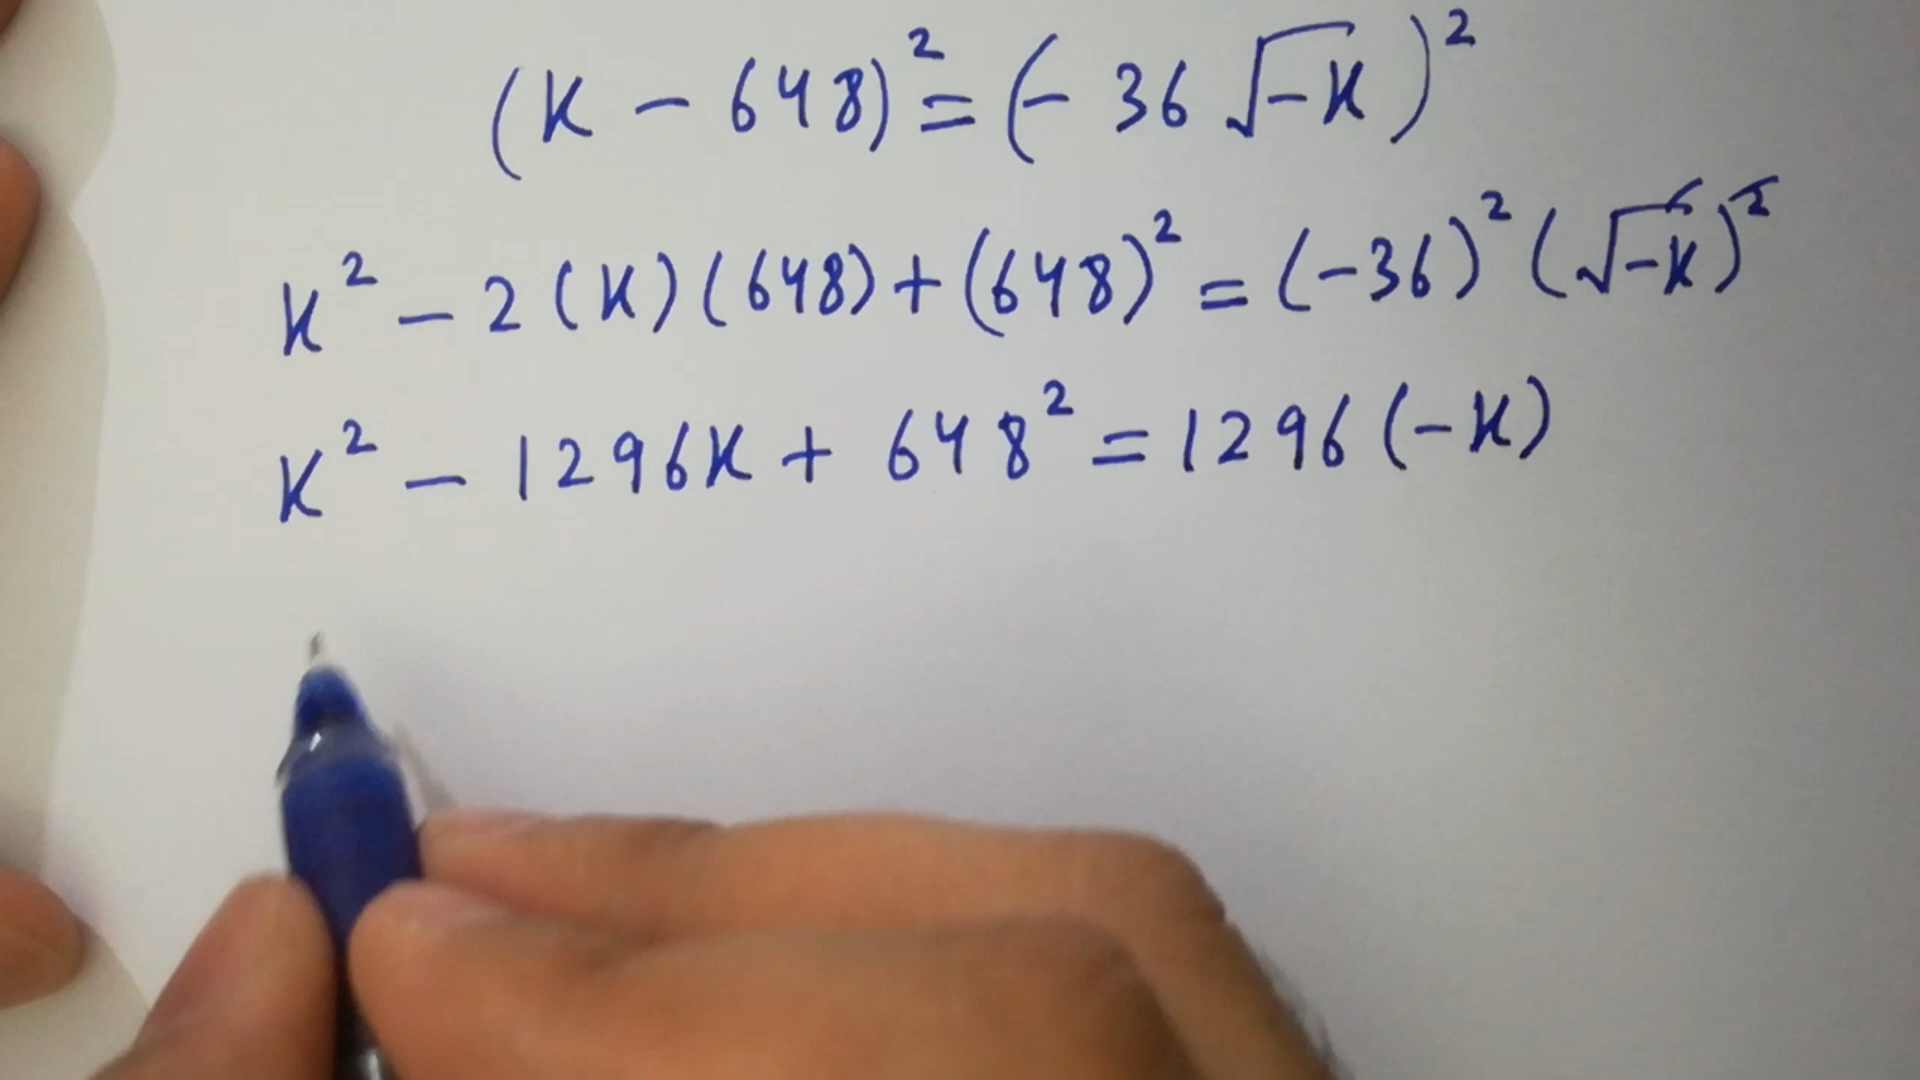 (K - 648)² = (- 36 √-K)²
K² - 2(K)(648) + (648)² = (-36)² (√-K)²
K² - 1296K + 648² = 1296(-K)